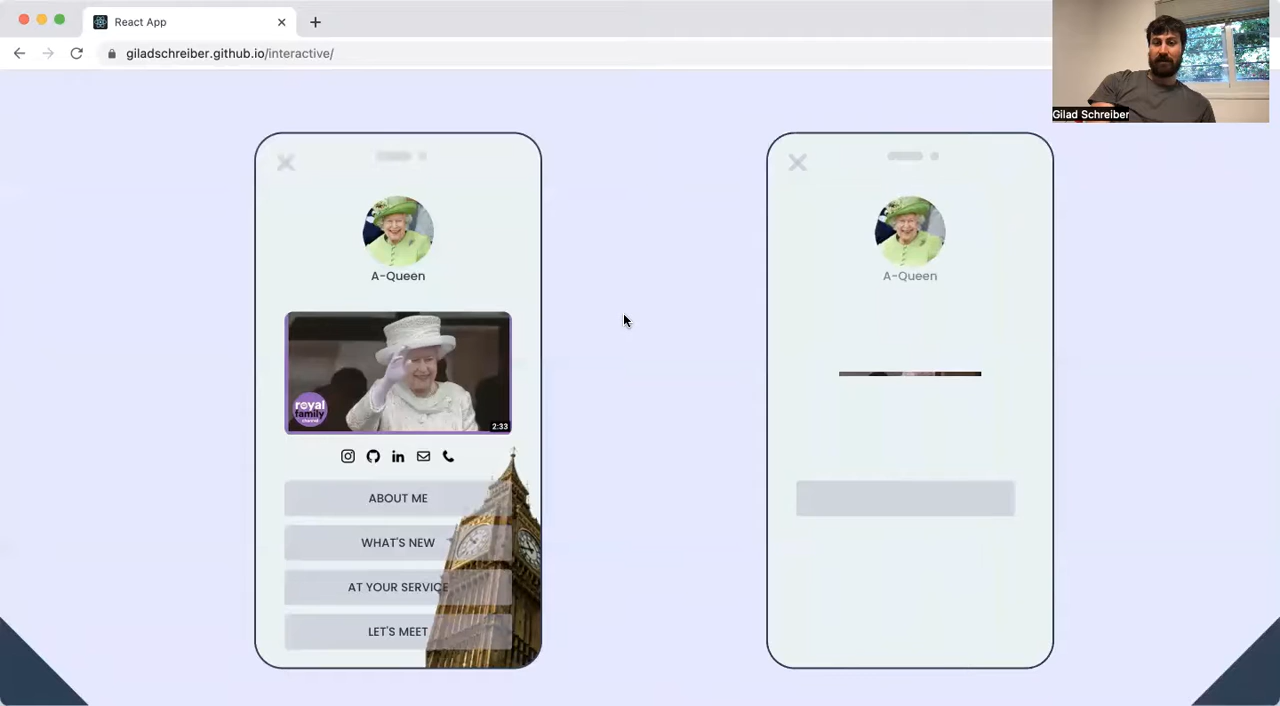 React App
giladschreiber.github.io/interactive/
Gilad Schreiber
A-Queen
royal
family
channel
2:33
ABOUT ME
WHAT'S NEW
AT YOUR SERVICE
LET'S MEET
A-Queen